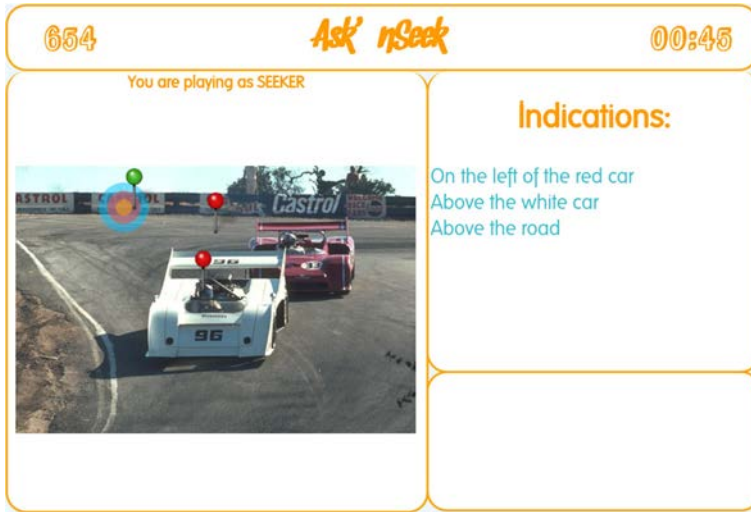 654
Ask' nSeek
00:45
You are playing as SEEKER
Indications:
On the left of the red car
Above the white car
Above the road
ASTROL
Castrol
96
96